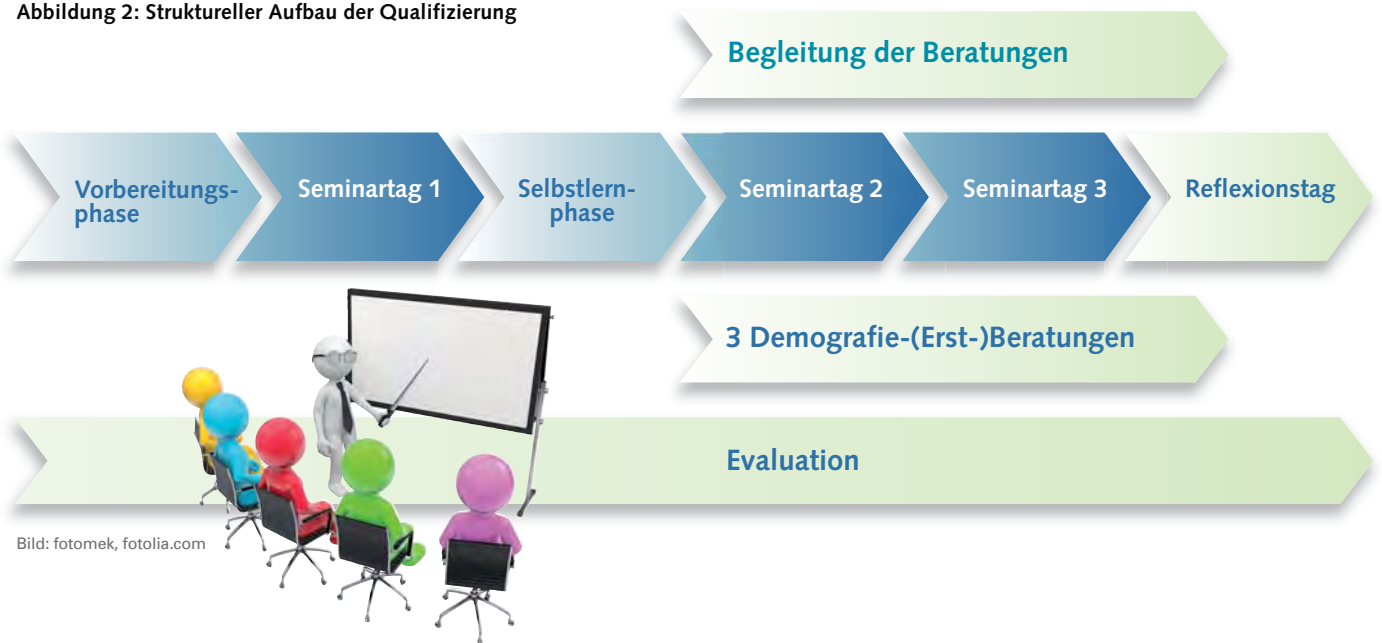 Abbildung 2: Struktureller Aufbau der Qualifizierung
Begleitung der Beratungen
Vorbereitungs-
phase
Seminartag 1
Selbstlern-
phase
Seminartag 2
Seminartag 3
Reflexionstag
3 Demografie-(Erst-)Beratungen
Evaluation
Bild: fotomek, fotolia.com